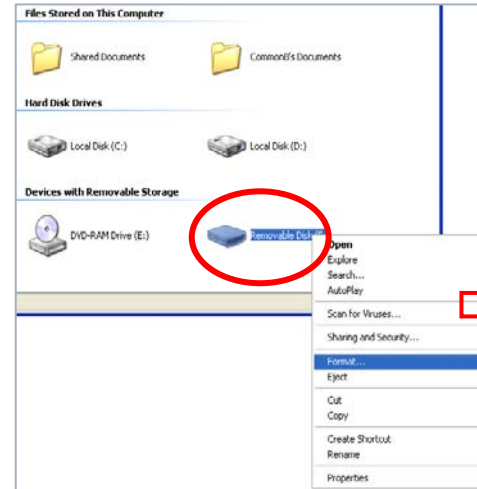 Files Stored on This Computer
Shared Documents
CommonB's Documents
Hard Disk Drives
Local Disk (C:)
Local Disk (D:)
Devices with Removable Storage
DVD-RAM Drive (E:)
Removable Disk
Open
Explore
Search...
AutoPlay
Scan for Viruses...
Sharing and Security...
Format...
Eject
Cut
Copy
Create Shortcut
Rename
Properties